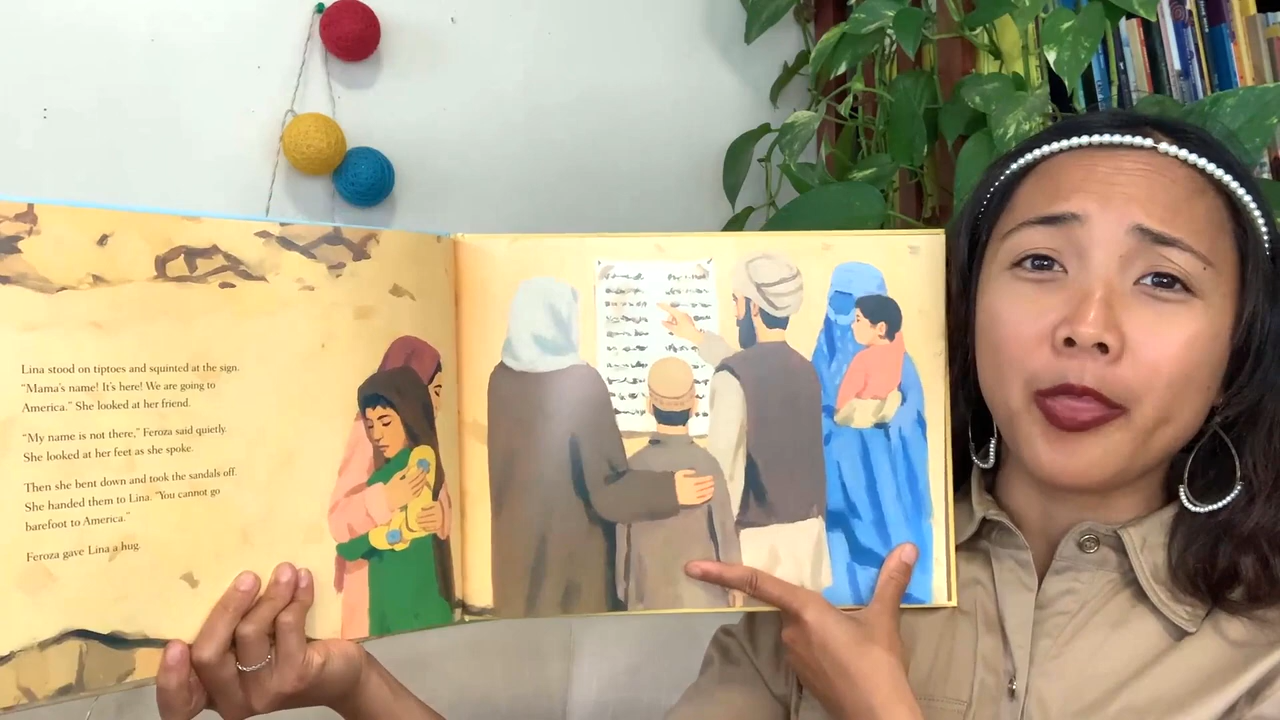 Lina stood on tiptoes and squinted at the sign.
"Mama's name! It's here! We are going to
America." She looked at her friend.
"My name is not there," Feroza said quietly.
She looked at her feet as she spoke.
Then she bent down and took the sandals off.
She handed them to Lina. "You cannot go
barefoot to America."
Feroza gave Lina a hug.